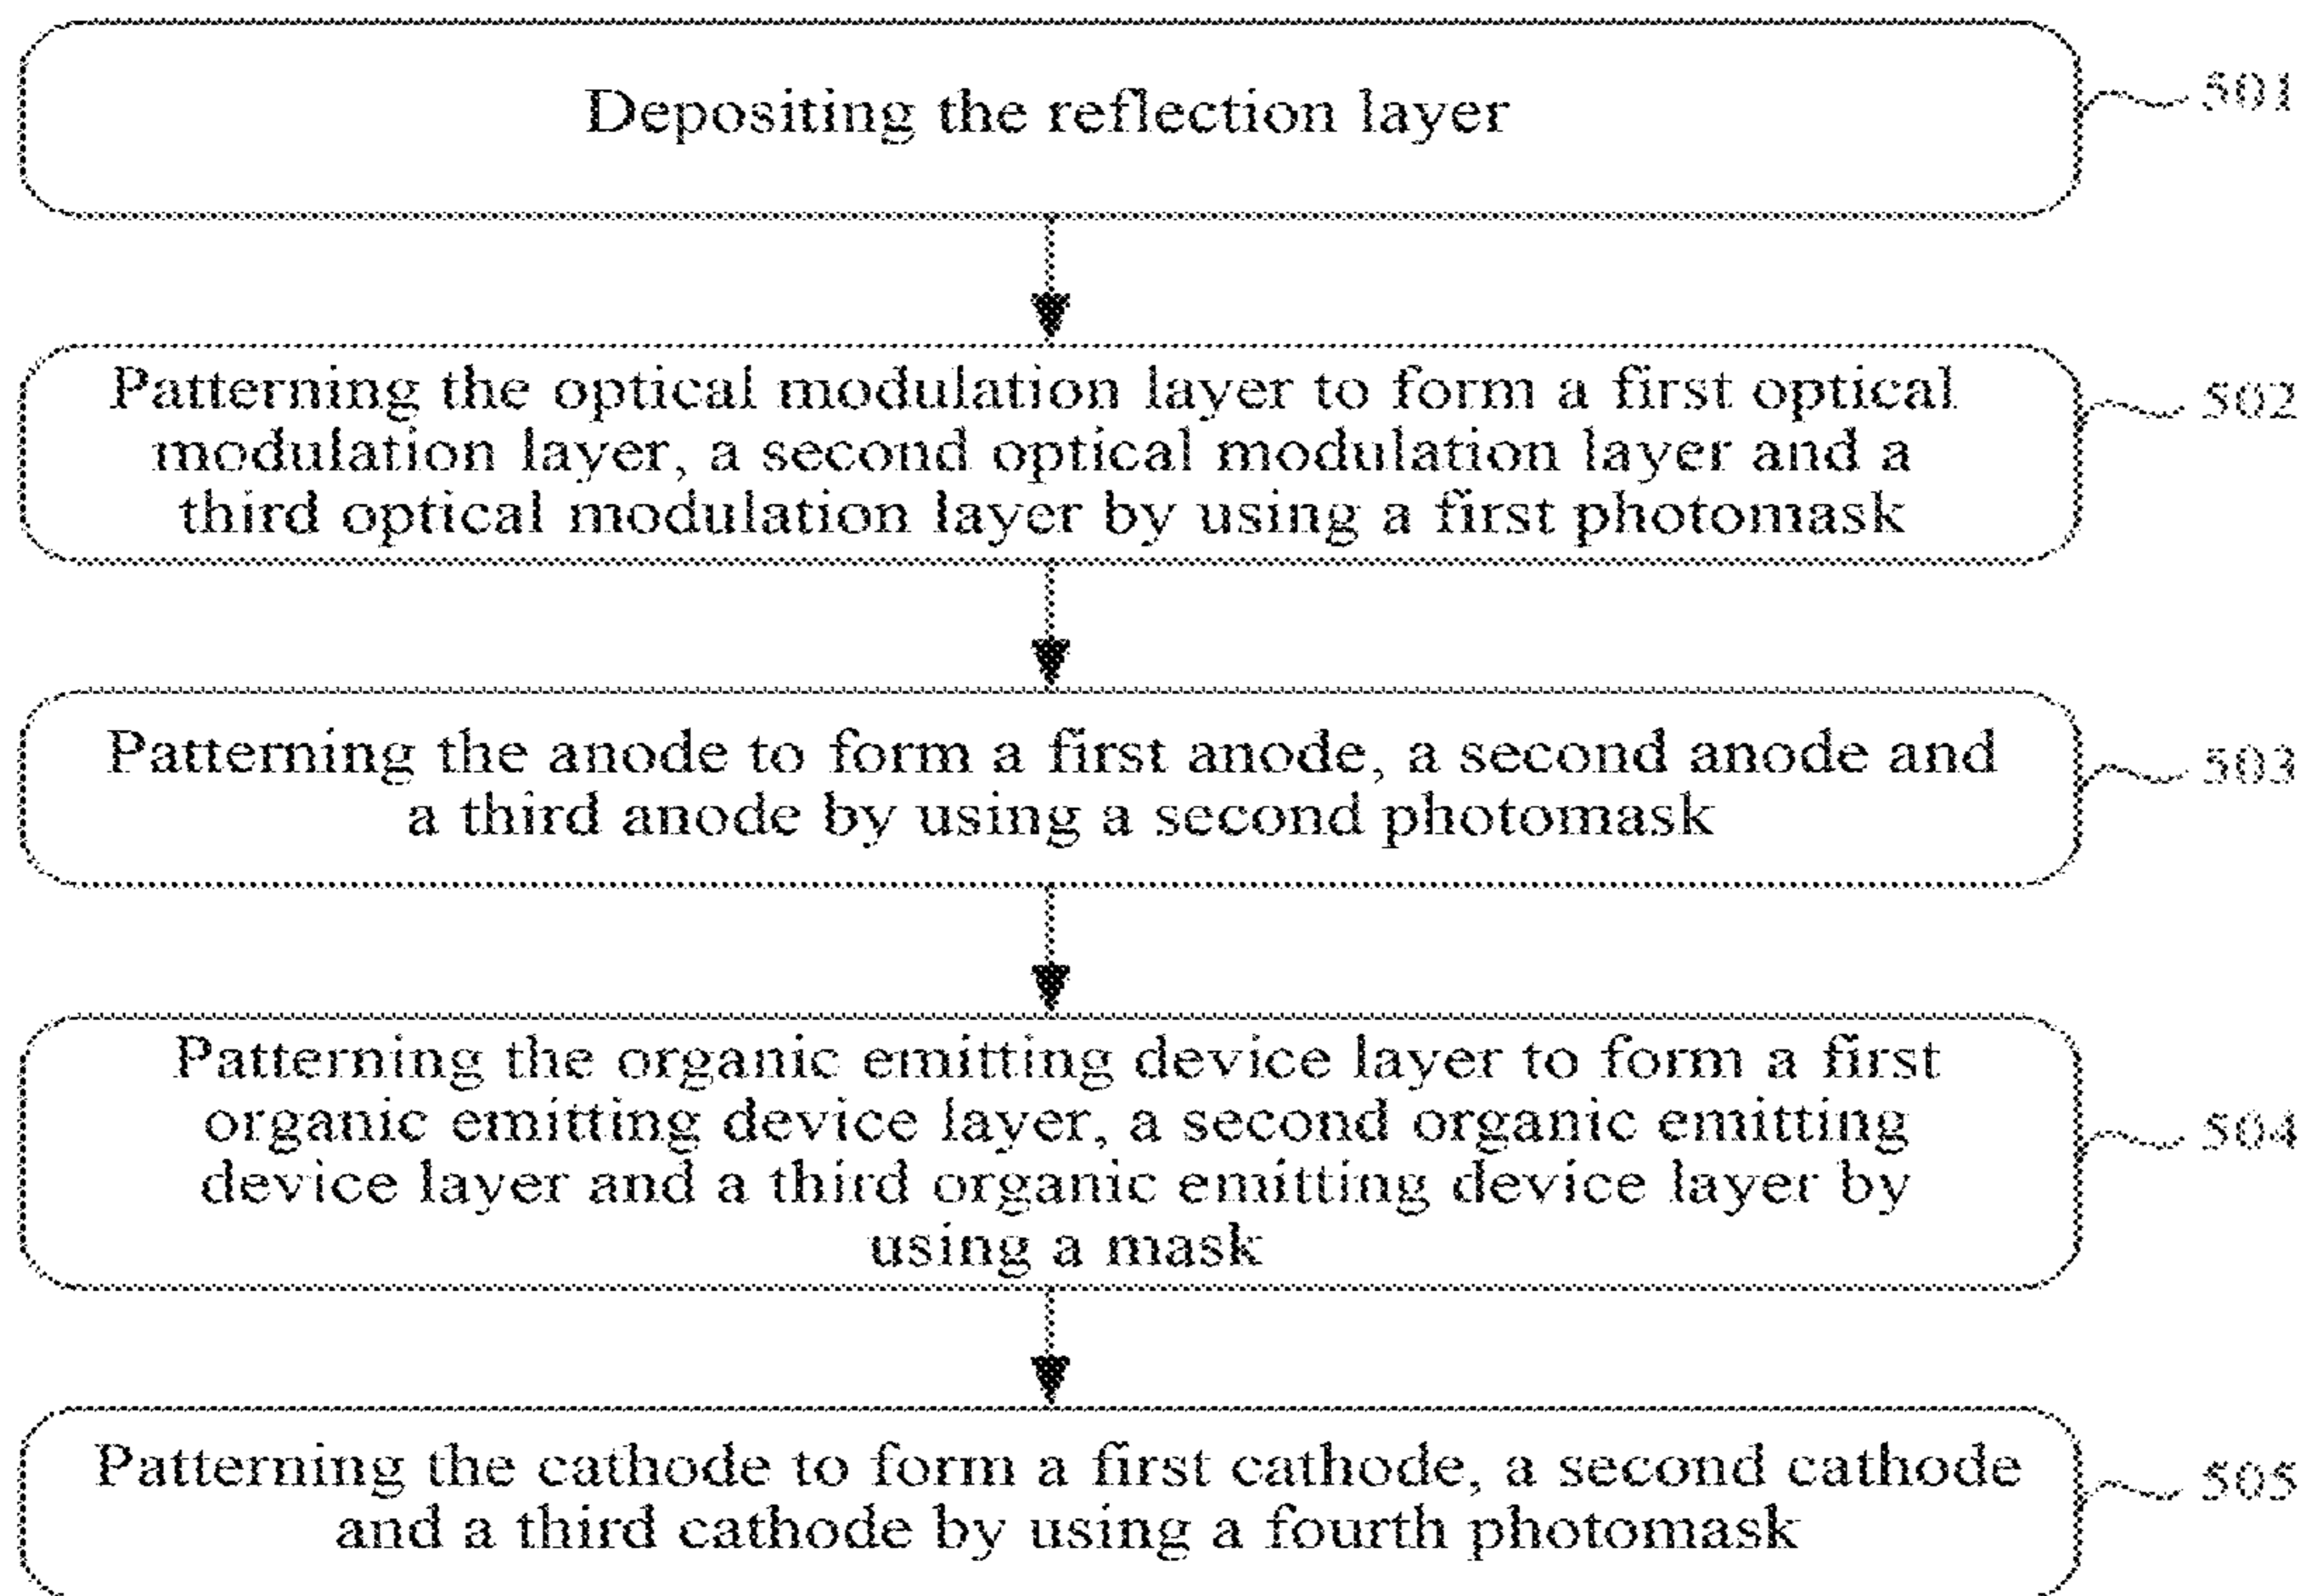 Depositing the reflection layer
501
Patterning the optical modulation layer to form a first optical
modulation layer, a second optical modulation layer and a
third optical modulation layer by using a first photomask
502
Patterning the anode to form a first anode, a second anode and
a third anode by using a second photomask
503
Patterning the organic emitting device layer to form a first
organic emitting device layer, a second organic emitting
device layer and a third organic emitting device layer by
using a mask
504
Patterning the cathode to form a first cathode, a second cathode
and a third cathode by using a fourth photomask
505